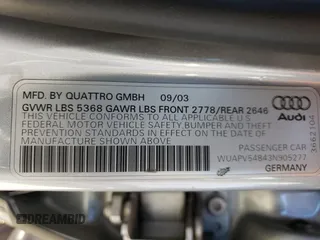 MFD. BY QUATTRO GMBH 09/03
GVWR LBS 5368 GAWR LBS FRONT 2778/REAR 2646
THIS VEHICLE CONFORMS TO ALL APPLICABLE
FEDERAL MOTOR VEHICLE SAFETY BUMPER AND THEFT
PREVENTION STANDARDS IN EFFECT ON THE DATE OF
MANUFACTURE SHOWN ABOVE.
Audi
PASSENGER CAR
WUAPV54B43N905277
GERMANY
3662104
DREAMBID